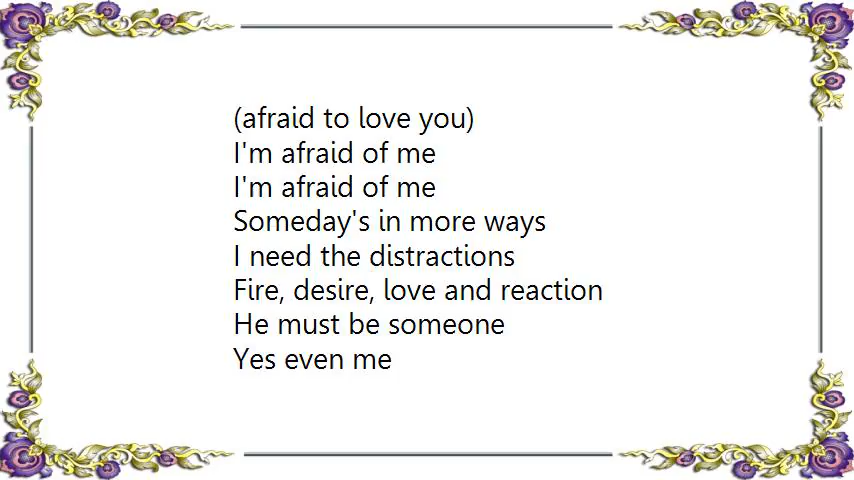 (afraid to love you)
I'm afraid of me
I'm afraid of me
Someday's in more ways
I need the distractions
Fire, desire, love and reaction
He must be someone
Yes even me